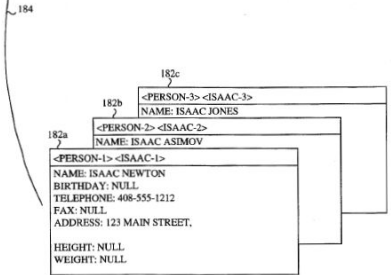 184
182c
<PERSON-3> <ISAAC-3>
NAME: ISAAC JONES
182b
<PERSON-2> <ISAAC-2>
NAME: ISAAC ASIMOV
182a
<PERSON-1> <ISAAC-1>
NAME: ISAAC NEWTON
BIRTHDAY: NULL
TELEPHONE: 408-555-1212
FAX: NULL
ADDRESS: 123 MAIN STREET,
HEIGHT: NULL
WEIGHT: NULL